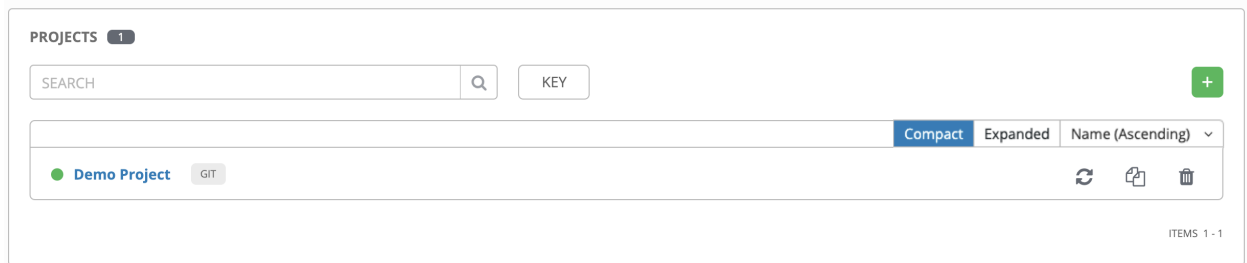 PROJECTS 1
SEARCH KEY +
Compact Expanded Name (Ascending)
Demo Project GIT
ITEMS 1 - 1